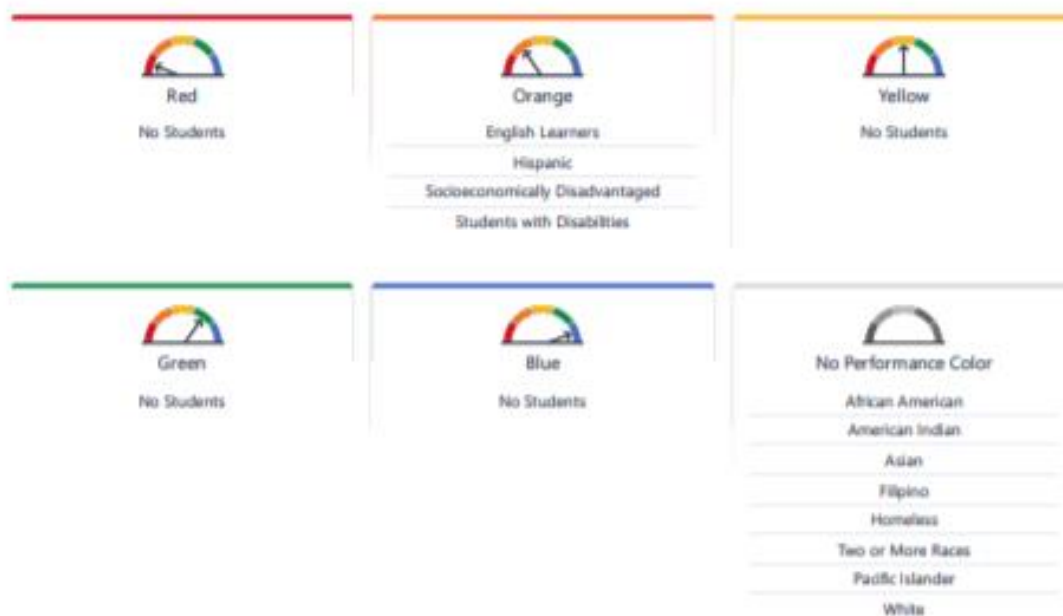 Red
No Students
Orange
English Learners
Hispanic
Socioeconomically Disadvantaged
Students with Disabilities
Yellow
No Students
Green
No Students
Blue
No Students
No Performance Color
African American
American Indian
Asian
Filipino
Homeless
Two or More Races
Pacific Islander
White